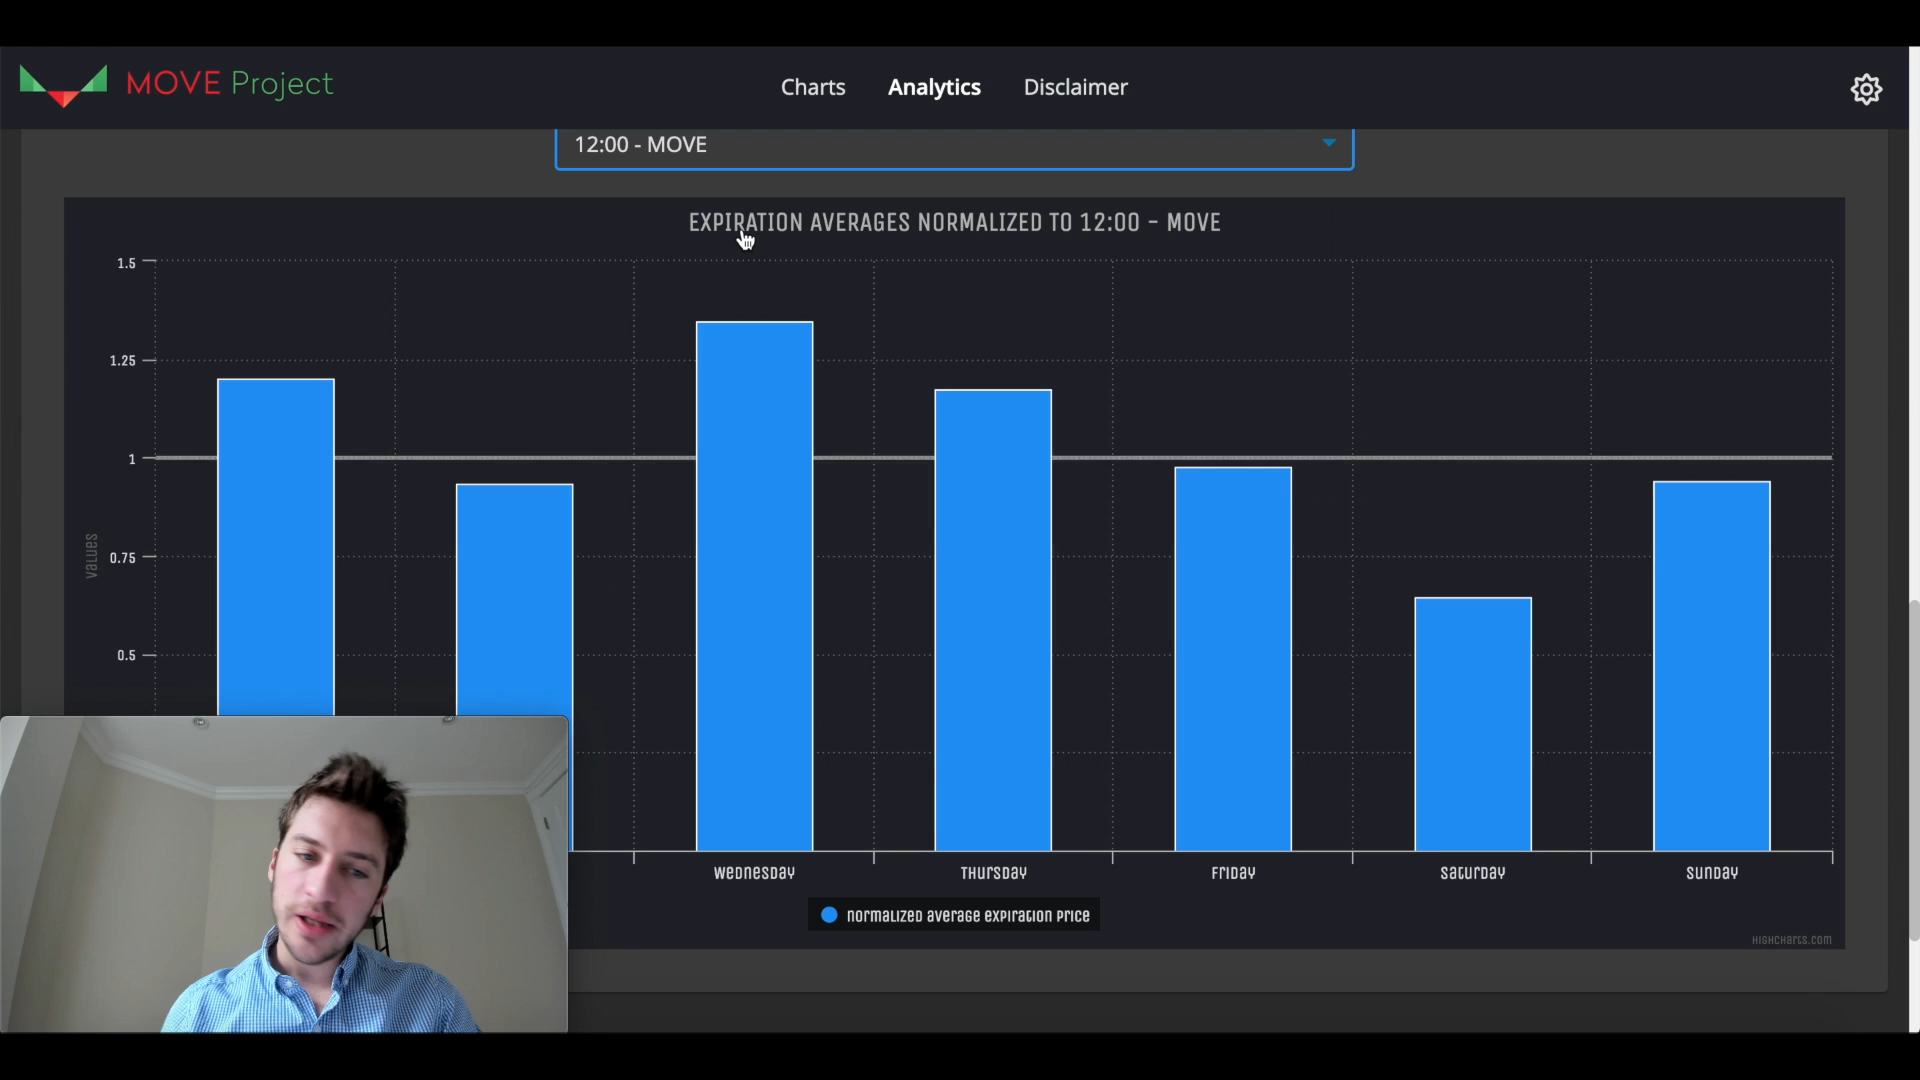 MOVE Project
Charts
Analytics
Disclaimer
12:00 - MOVE
EXPIRATION AVERAGES NORMALIZED TO 12:00 - MOVE
1.5
1.25
1
0.75
0.5
Values
Wednesday
Thursday
Friday
Saturday
Sunday
normalized average expiration price
Highcharts.com